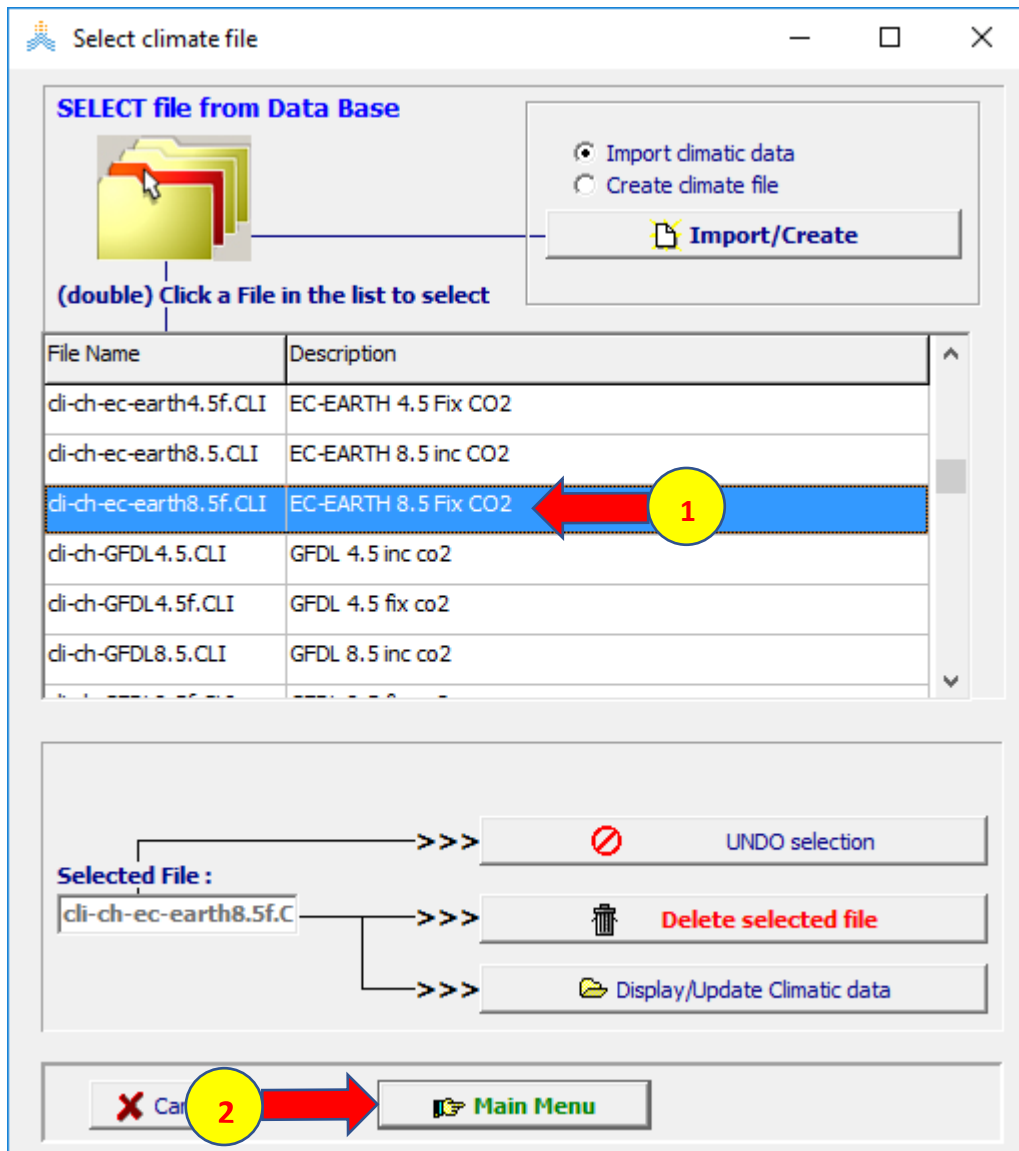 Select climate file
SELECT file from Data Base
Import climatic data
Create climate file
Import/Create
(double) Click a File in the list to select
File Name Description
cli-ch-ec-earth4.5f.CLI EC-EARTH 4.5 Fix CO2
cli-ch-ec-earth8.5.CLI EC-EARTH 8.5 inc CO2
cli-ch-ec-earth8.5f.CLI EC-EARTH 8.5 Fix CO2
1
cli-ch-GFDL4.5.CLI GFDL 4.5 inc co2
cli-ch-GFDL4.5f.CLI GFDL 4.5 fix co2
cli-ch-GFDL8.5.CLI GFDL 8.5 inc co2
>>> UNDO selection
Selected File :
cli-ch-ec-earth8.5f.C >>> Delete selected file
>>> Display/Update Climatic data
2 Main Menu